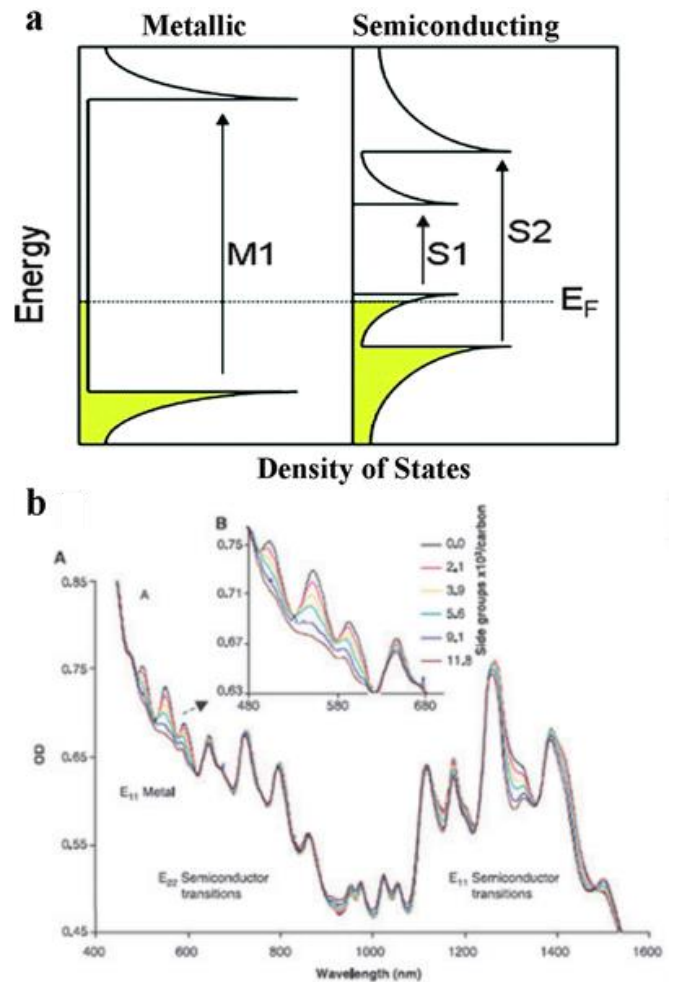 a
Metallic
Semiconducting
Energy
M1
S1
S2
E_F
Density of States
b
B
A
A
0.75
0.71
0.67
0.63
480
580
680
0.0
2.1
3.9
5.6
9.1
11.8
Side groups x10³/carbon
0.85
0.75
0.65
0.55
0.45
OD
E₁₁ Metal
E₂₂ Semiconductor
transitions
E₁₁ Semiconductor
transitions
400
600
800
1000
1200
1400
1600
Wavelength (nm)